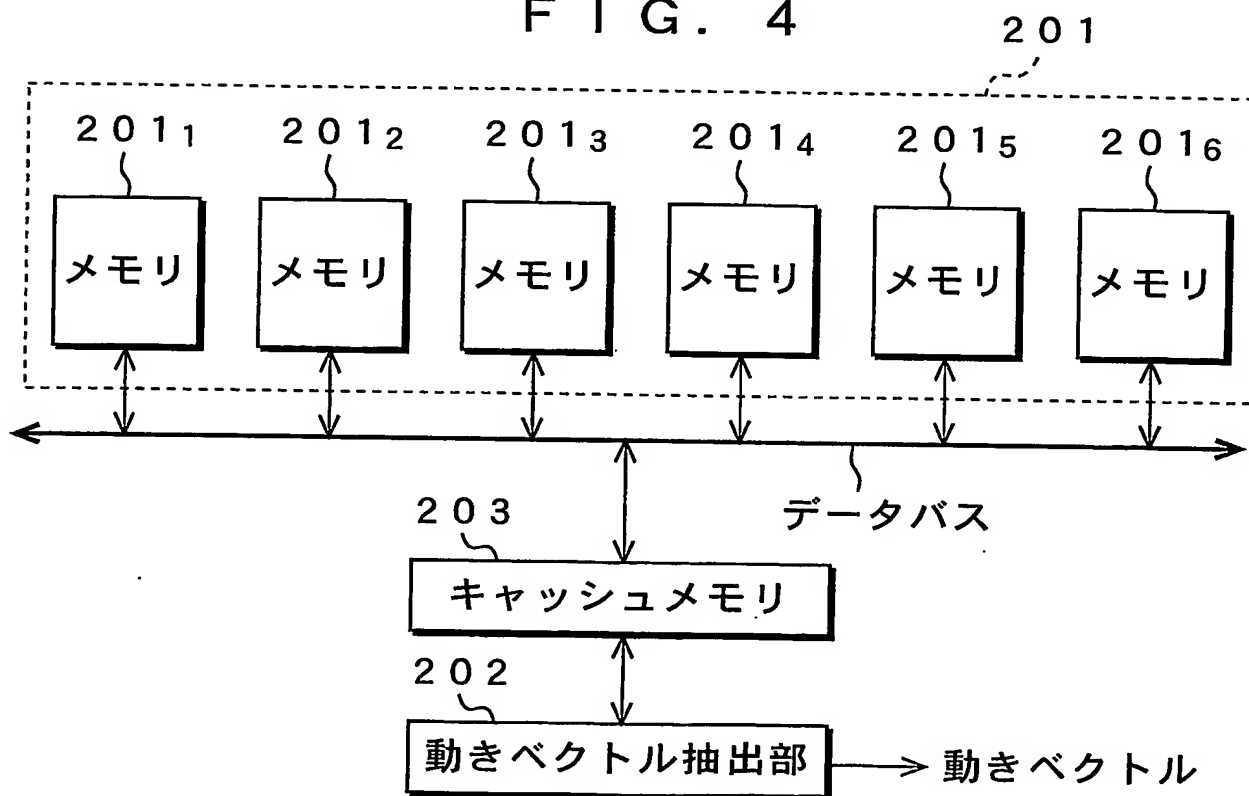 FIG. 4
201
201₁ 201₂ 201₃ 201₄ 201₅ 201₆
メモリ メモリ メモリ メモリ メモリ メモリ
データバス
203
キャッシュメモリ
202
動きベクトル抽出部 動きベクトル